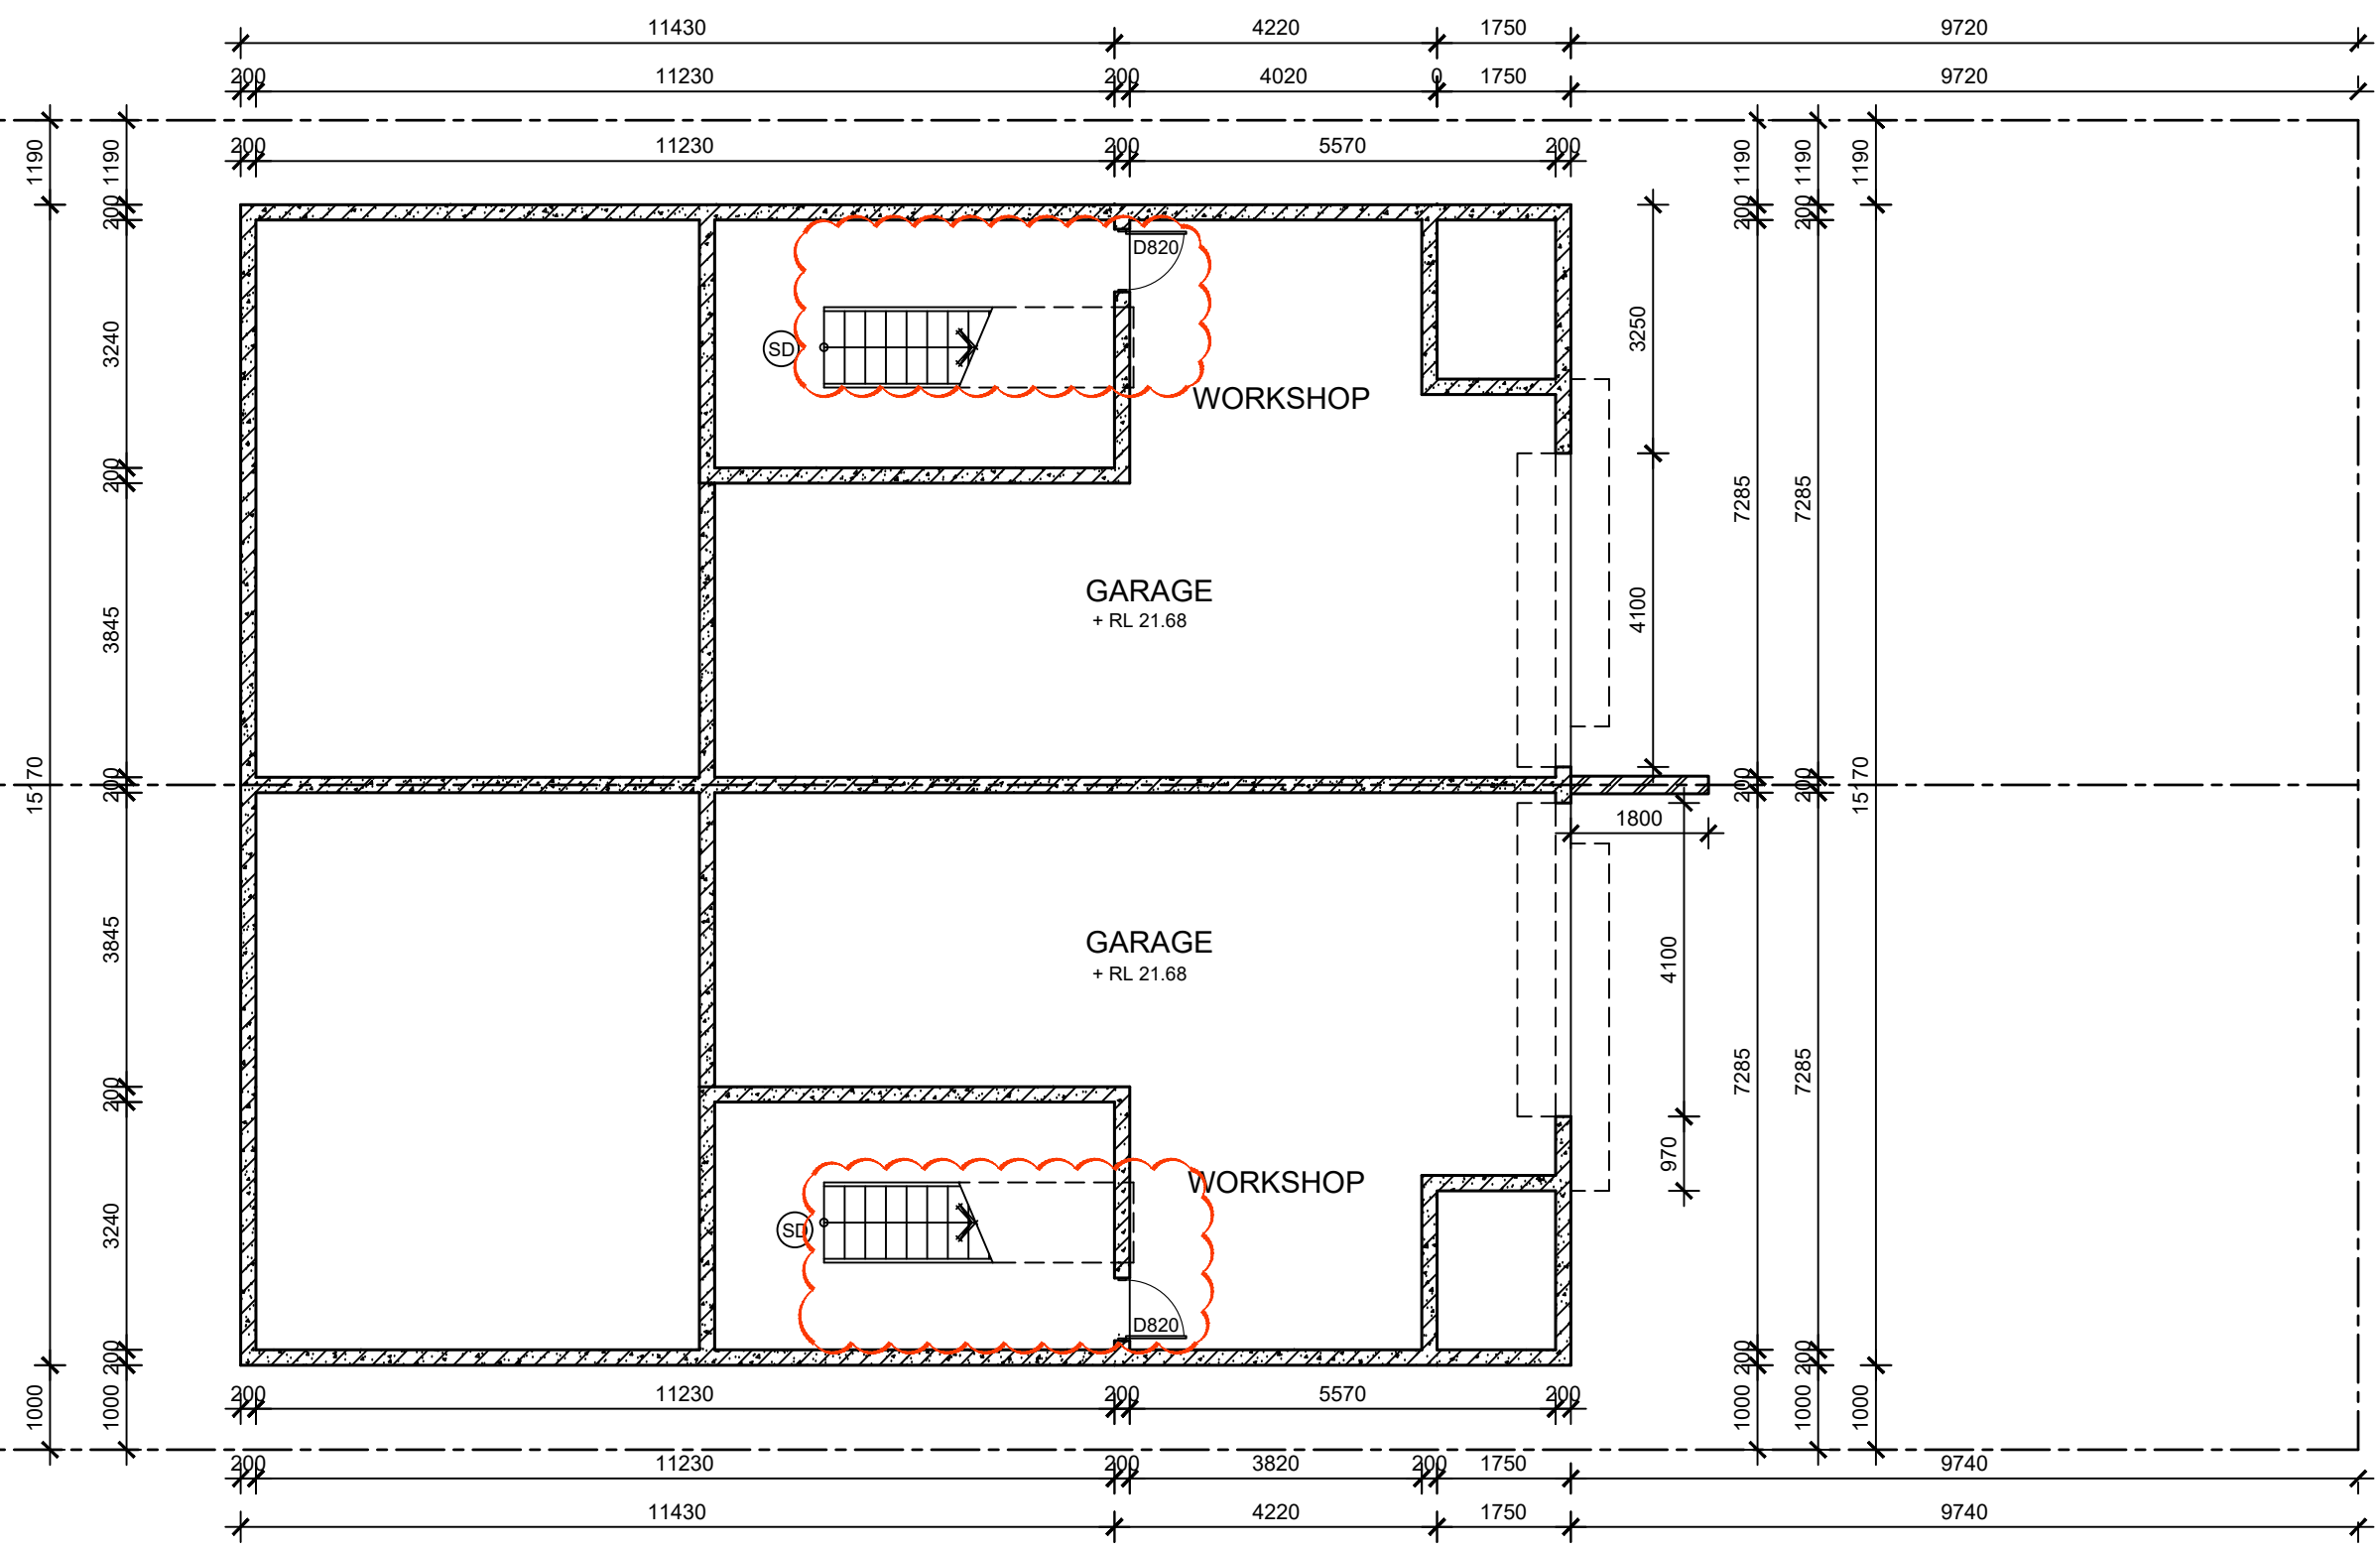 11430 4220 1750 9720
200 11230 200 4020 0 1750 9720
200 11230 200 5570 200
1190 1190 1190 1190 1190
200 200 200
D820
3240 SD 3250
WORKSHOP
200 7285 7285
GARAGE
+ RL 21.68
3845 4100
15170 200 200 200 15170
1800
GARAGE
+ RL 21.68
3845 4100
200 7285 7285
970
WORKSHOP
3240 SD
D820
200 200 200
1000 1000 1000 1000 1000
200 11230 200 5570 200
200 11230 200 3820 200 1750 9740
11430 4220 1750 9740